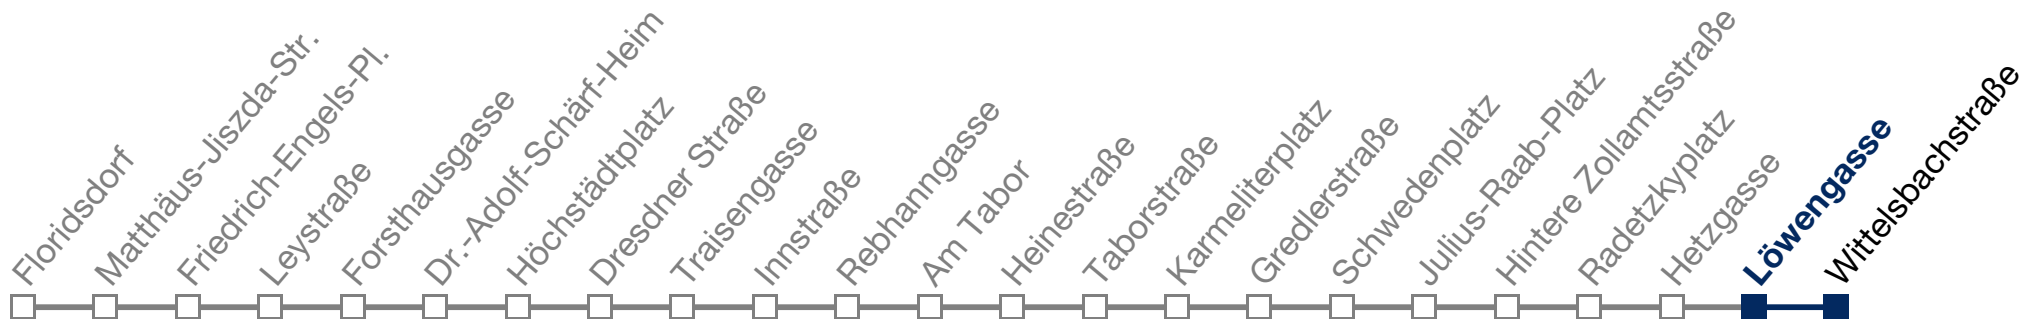 Floridsdorf
Matthäus-Jiszda-Str.
Friedrich-Engels-Pl.
Leystraße
Forsthausgasse
Dr.-Adolf-Schärf-Heim
Höchstädtplatz
Dresdner Straße
Traisengasse
Innstraße
Rebhanngasse
Am Tabor
Heinestraße
Taborstraße
Karmeliterplatz
Gredlerstraße
Schwedenplatz
Julius-Raab-Platz
Hintere Zollamtsstraße
Radetzkyplatz
Hetzgasse
Löwengasse
Wittelsbachstraße